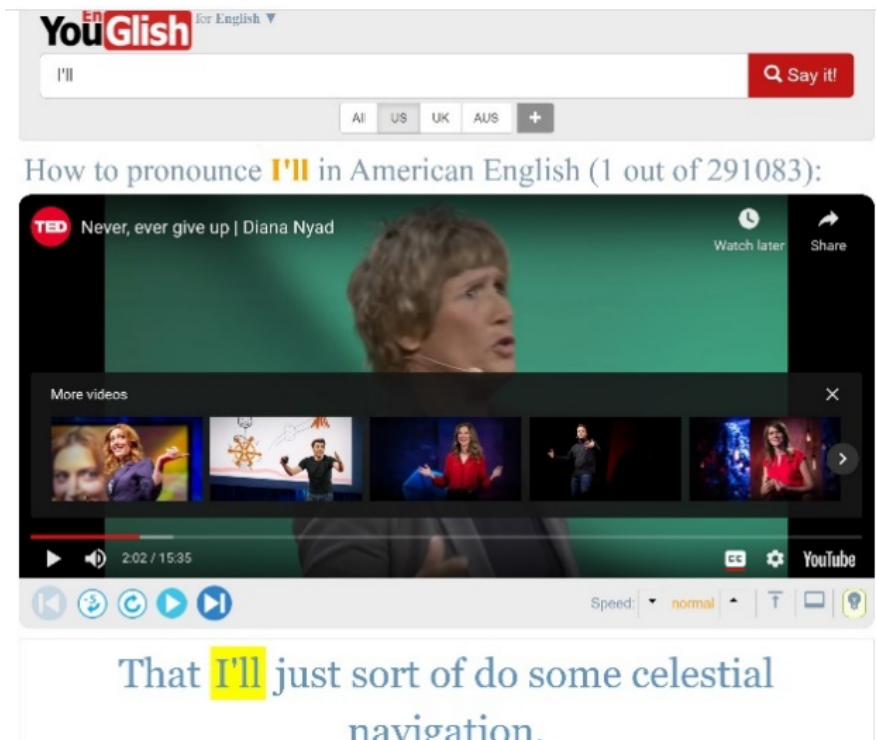 En
YouGlish for English ▼
I'll
Say it!
All US UK AUS +
How to pronounce I'll in American English (1 out of 291083):
TED Never, ever give up | Diana Nyad
Watch later Share
More videos
2:02 / 15:35
CC YouTube
Speed: normal
That I'll just sort of do some celestial
navigation.